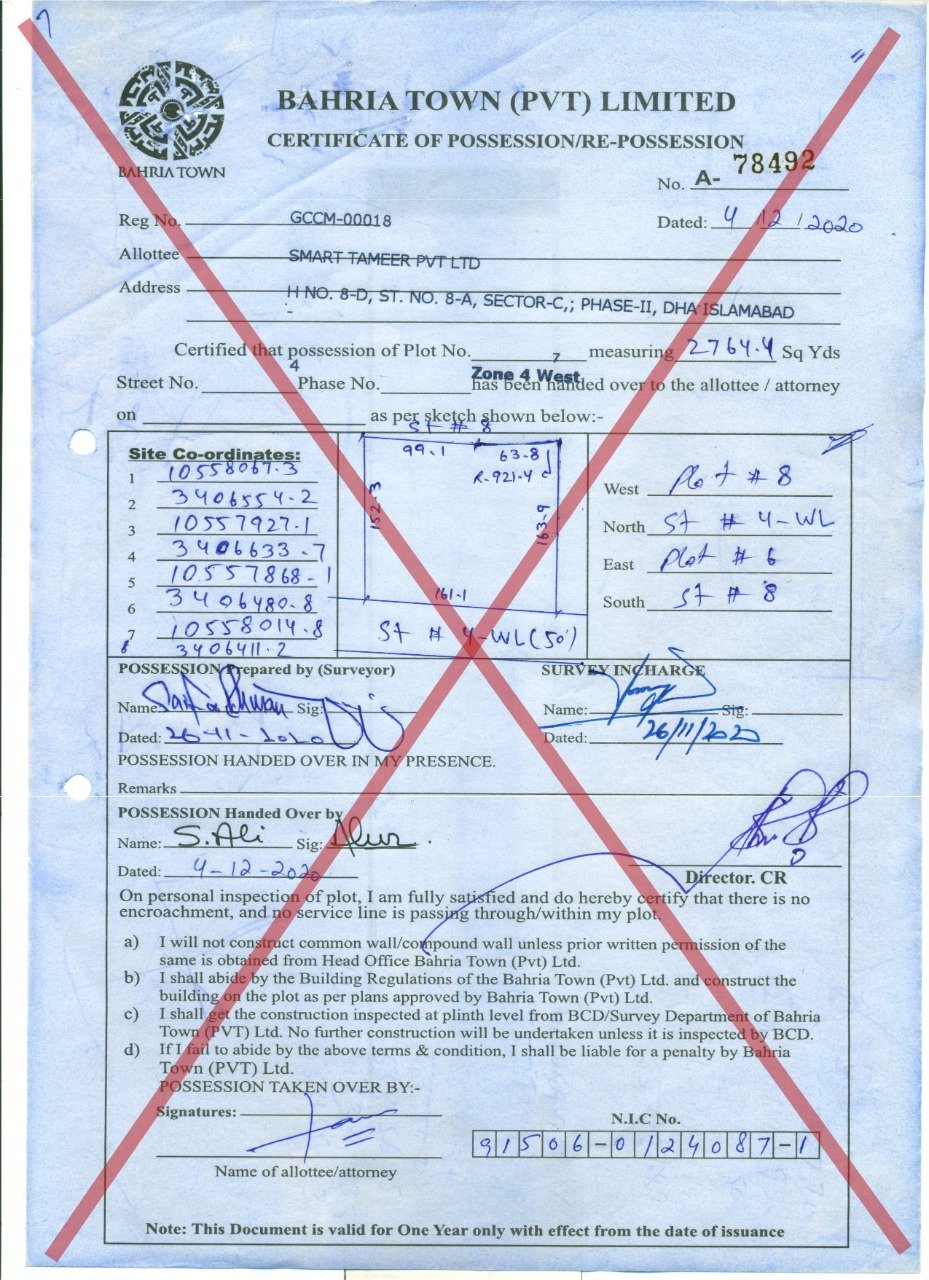 BAHRIA TOWN
BAHRIA TOWN (PVT) LIMITED
CERTIFICATE OF POSSESSION/RE-POSSESSION
No. A- 78492
Reg No. GCCM-00018 Dated: 4/12/2020
Allottee SMART TAMEER PVT LTD
Address H NO. 8-D, ST. NO. 8-A, SECTOR-C,; PHASE-II, DHA ISLAMABAD
-
Certified that possession of Plot No. 7 measuring 2764.4 Sq Yds
Street No. 4 Phase No. Zone 4 West has been handed over to the allottee / attorney
on as per sketch shown below:-
Site Co-ordinates:
1 10558067.3
2 3406554.2
3 10557927.1
4 3406633.7
5 10557868.1
6 3406480.8
7 10558014.8
8 3406411.2
St # 8
99.1 63.8
R-921.4
152.3
163.9
161.1
St # 4-WL (50')
West Plot # 8
North St # 4-WL
East Plot # 6
South St # 8
POSSESSION Prepared by (Surveyor)
Name: Sig:
Dated: 26-11-2020
SURVEY INCHARGE
Name: Sig:
Dated: 26/11/2020
POSSESSION HANDED OVER IN MY PRESENCE.
Remarks
POSSESSION Handed Over by
Name: S. Ali Sig:
Dated: 4-12-2020
Director. CR
On personal inspection of plot, I am fully satisfied and do hereby certify that there is no
encroachment, and no service line is passing through/within my plot.
a) I will not construct common wall/compound wall unless prior written permission of the
same is obtained from Head Office Bahria Town (Pvt) Ltd.
b) I shall abide by the Building Regulations of the Bahria Town (Pvt) Ltd. and construct the
building on the plot as per plans approved by Bahria Town (Pvt) Ltd.
c) I shall get the construction inspected at plinth level from BCD/Survey Department of Bahria
Town (PVT) Ltd. No further construction will be undertaken unless it is inspected by BCD.
d) If I fail to abide by the above terms & condition, I shall be liable for a penalty by Bahria
Town (PVT) Ltd.
POSSESSION TAKEN OVER BY:-
Signatures:
Name of allottee/attorney
N.I.C No.
91506-0124087-1
Note: This Document is valid for One Year only with effect from the date of issuance